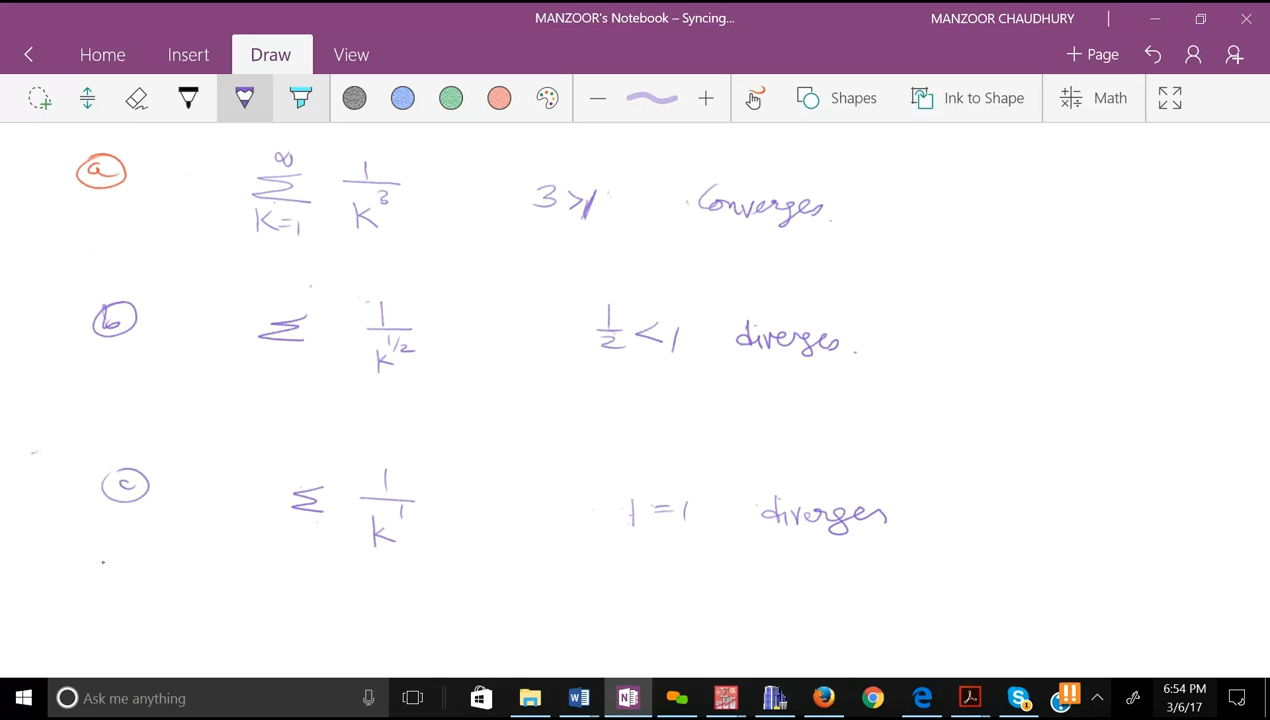 MANZOOR's Notebook – Syncing...
MANZOOR CHAUDHURY
Home Insert Draw View
Page
Shapes Ink to Shape Math
a ∑_{K=1}^{∞} 1/K^3 3 > 1 Converges.
b ∑ 1/K^{1/2} 1/2 < 1 diverges.
c ∑ 1/K^1 1 = 1 diverges
Ask me anything
6:54 PM
3/6/17